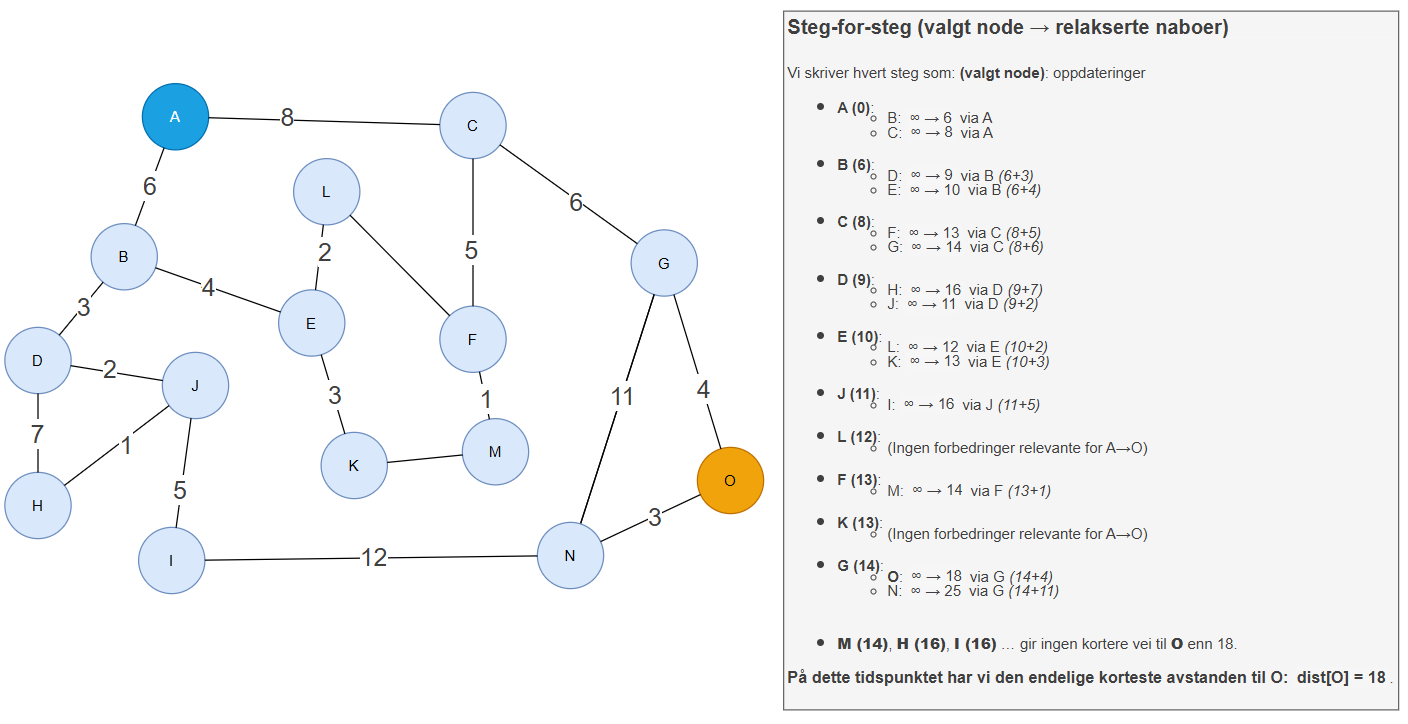 A
8
C
6
L
6
B
2
5
G
4
3
E
F
D
2
J
3
1
11
4
7
1
K
M
O
H
5
3
I
12
N
Steg-for-steg (valgt node → relakserte naboer)
Vi skriver hvert steg som: (valgt node): oppdateringer
• A (0):
◦ B: ∞ → 6 via A
◦ C: ∞ → 8 via A
• B (6):
◦ D: ∞ → 9 via B (6+3)
◦ E: ∞ → 10 via B (6+4)
• C (8):
◦ F: ∞ → 13 via C (8+5)
◦ G: ∞ → 14 via C (8+6)
• D (9):
◦ H: ∞ → 16 via D (9+7)
◦ J: ∞ → 11 via D (9+2)
• E (10):
◦ L: ∞ → 12 via E (10+2)
◦ K: ∞ → 13 via E (10+3)
• J (11):
◦ I: ∞ → 16 via J (11+5)
• L (12):
◦ (Ingen forbedringer relevante for A→O)
• F (13):
◦ M: ∞ → 14 via F (13+1)
• K (13):
◦ (Ingen forbedringer relevante for A→O)
• G (14):
◦ O: ∞ → 18 via G (14+4)
◦ N: ∞ → 25 via G (14+11)
• M (14), H (16), I (16) … gir ingen kortere vei til O enn 18.
På dette tidspunktet har vi den endelige korteste avstanden til O: dist[O] = 18 .